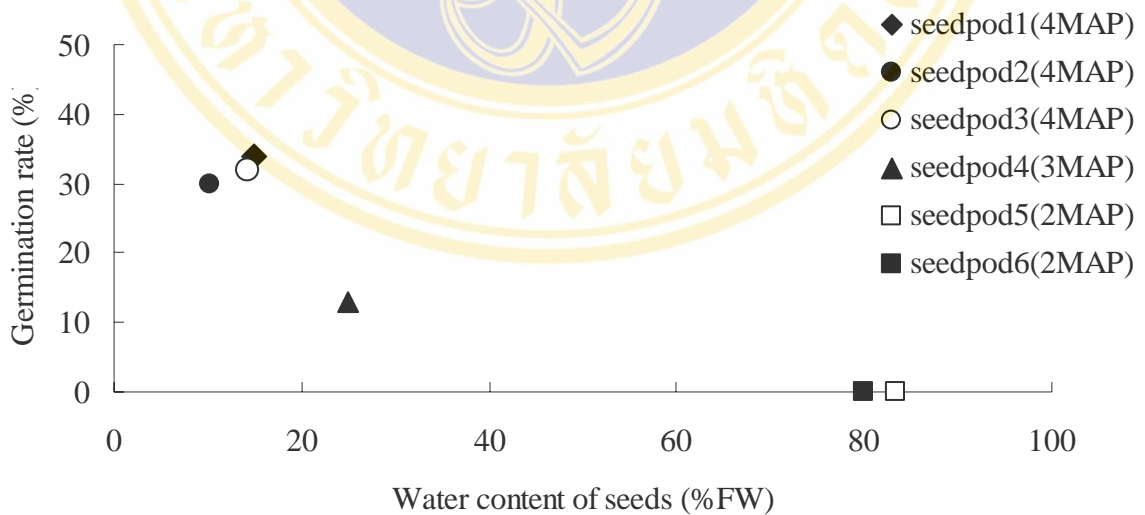 seedpod1(4MAP)
seedpod2(4MAP)
seedpod3(4MAP)
seedpod4(3MAP)
seedpod5(2MAP)
seedpod6(2MAP)
Germination rate (%)
50
40
30
20
10
0
0 20 40 60 80 100
Water content of seeds (%FW)